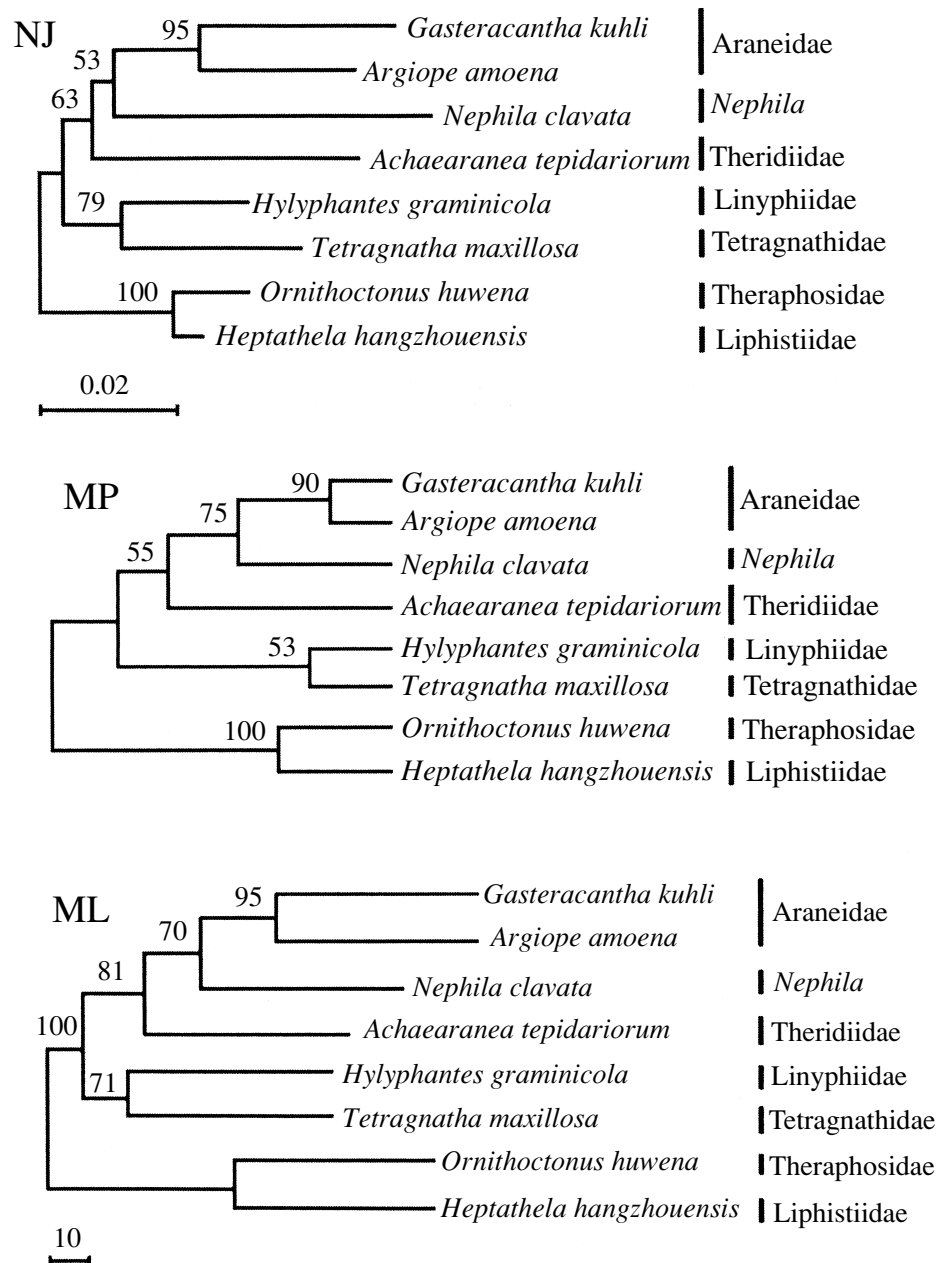 NJ
95
Gasteracantha kuhli
Araneidae
53
Argiope amoena
63
Nephila clavata
Nephila
Achaearanea tepidariorum
Theridiidae
79
Hylyphantes graminicola
Linyphiidae
Tetragnatha maxillosa
Tetragnathidae
100
Ornithoctonus huwena
Theraphosidae
Heptathela hangzhouensis
Liphistiidae
0.02
MP
90
Gasteracantha kuhli
Araneidae
75
Argiope amoena
55
Nephila clavata
Nephila
Achaearanea tepidariorum
Theridiidae
53
Hylyphantes graminicola
Linyphiidae
Tetragnatha maxillosa
Tetragnathidae
100
Ornithoctonus huwena
Theraphosidae
Heptathela hangzhouensis
Liphistiidae
ML
95
Gasteracantha kuhli
Araneidae
70
Argiope amoena
81
Nephila clavata
Nephila
100
Achaearanea tepidariorum
Theridiidae
71
Hylyphantes graminicola
Linyphiidae
Tetragnatha maxillosa
Tetragnathidae
Ornithoctonus huwena
Theraphosidae
Heptathela hangzhouensis
Liphistiidae
10